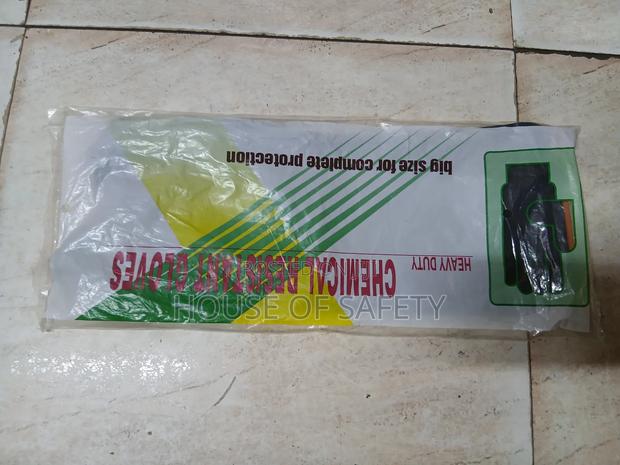 HEAVY DUTY
CHEMICAL RESISTANT GLOVES
big size for complete protection
HOUSE OF SAFETY